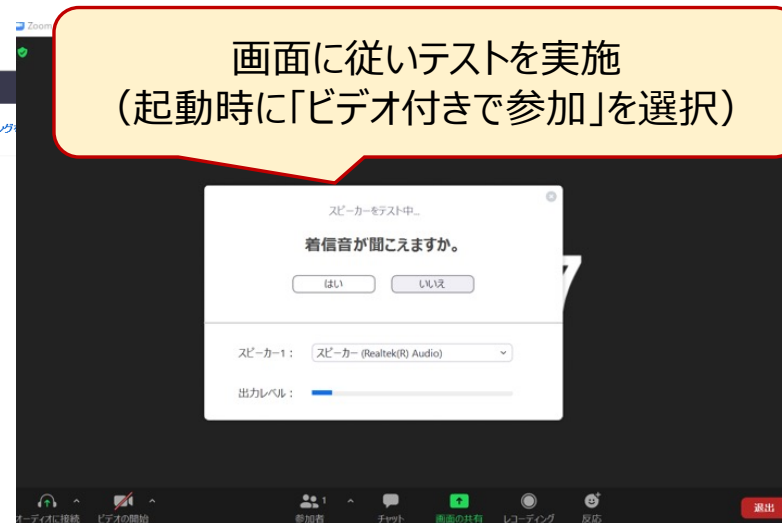 Zoom
画面に従いテストを実施
（起動時に「ビデオ付きで参加」を選択）
ング
スピーカーをテスト中...
着信音が聞こえますか。
はい
いいえ
7
スピーカー1：
スピーカー (Realtek(R) Audio)
出力レベル：
オーディオに接続
ビデオの開始
1
参加者
チャット
画面の共有
レコーディング
反応
退出